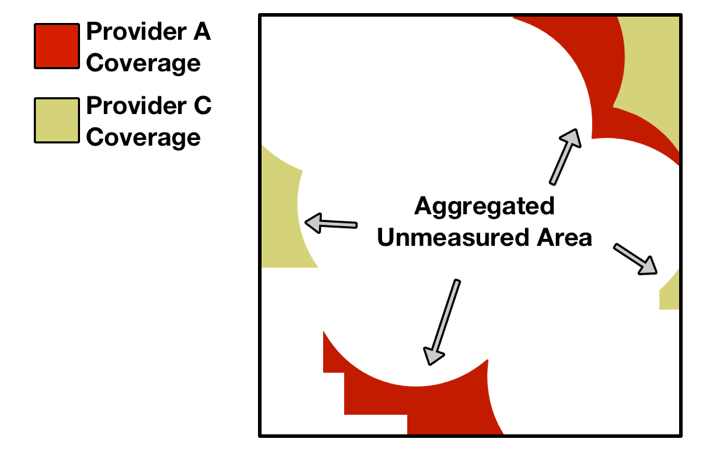 Provider A
Coverage
Provider C
Coverage
Aggregated
Unmeasured Area